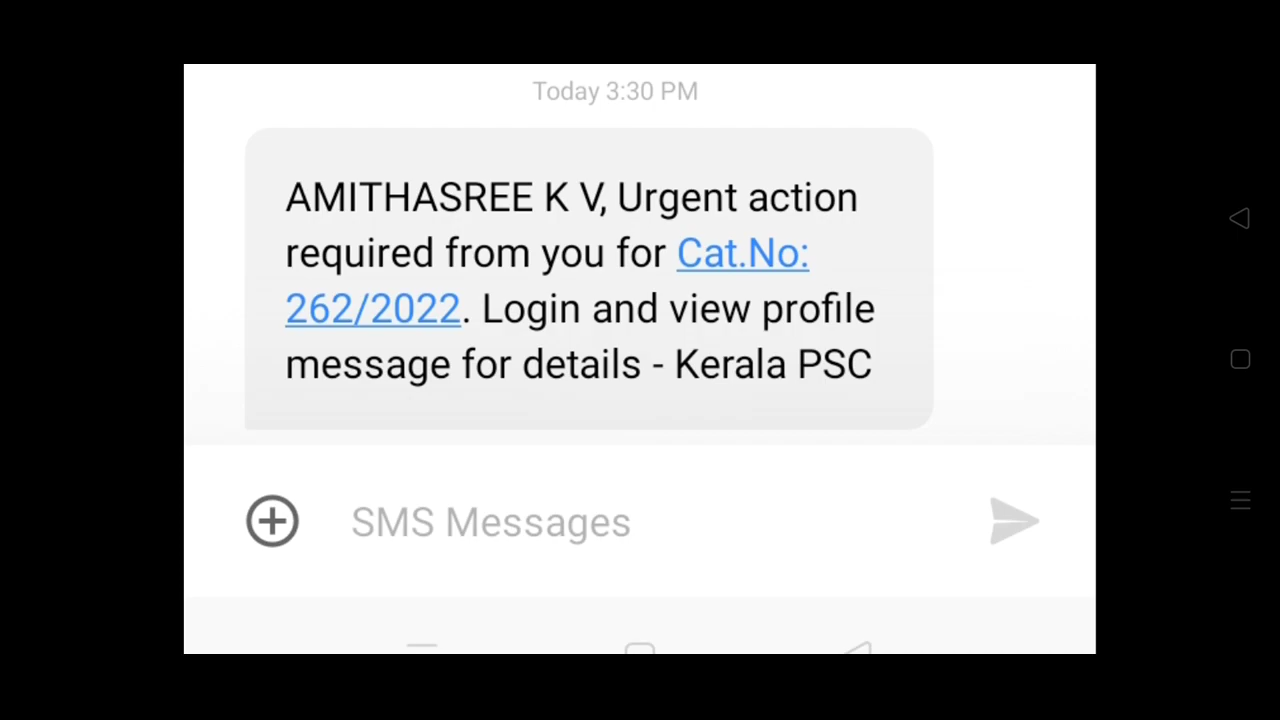 Today 3:30 PM
AMITHASREE K V, Urgent action
required from you for Cat.No:
262/2022. Login and view profile
message for details - Kerala PSC
SMS Messages